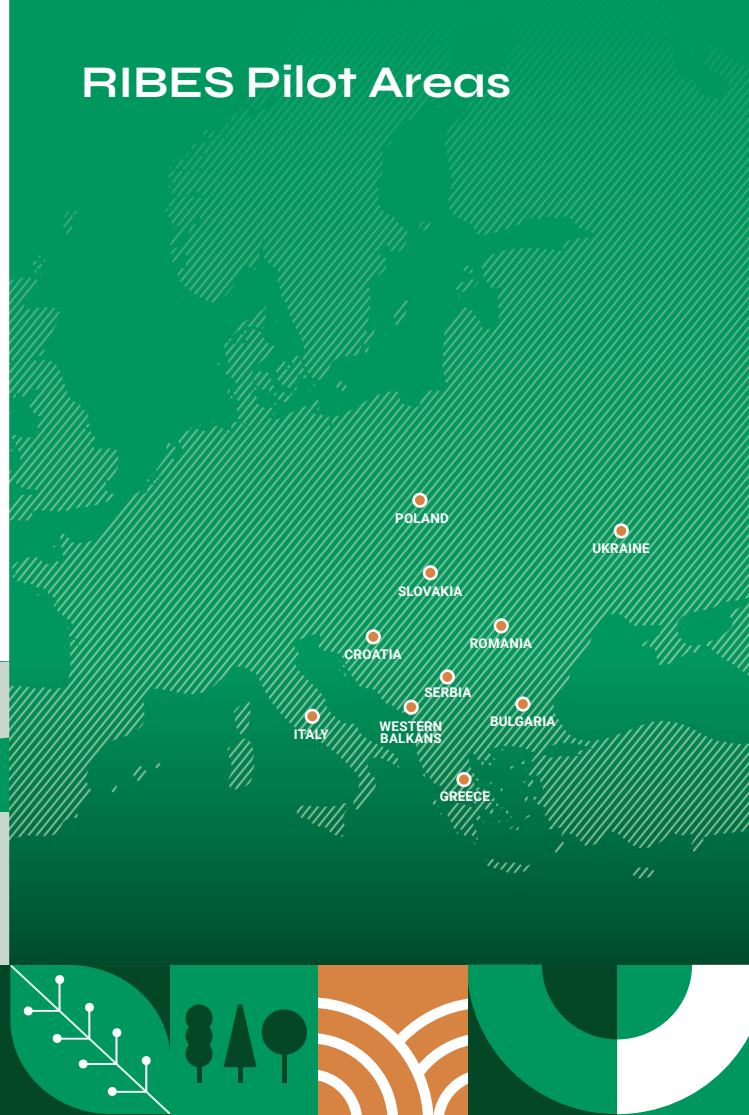 RIBES Pilot Areas
POLAND
UKRAINE
SLOVAKIA
ROMANIA
CROATIA
SERBIA
BULGARIA
WESTERN
BALKANS
ITALY
GREECE